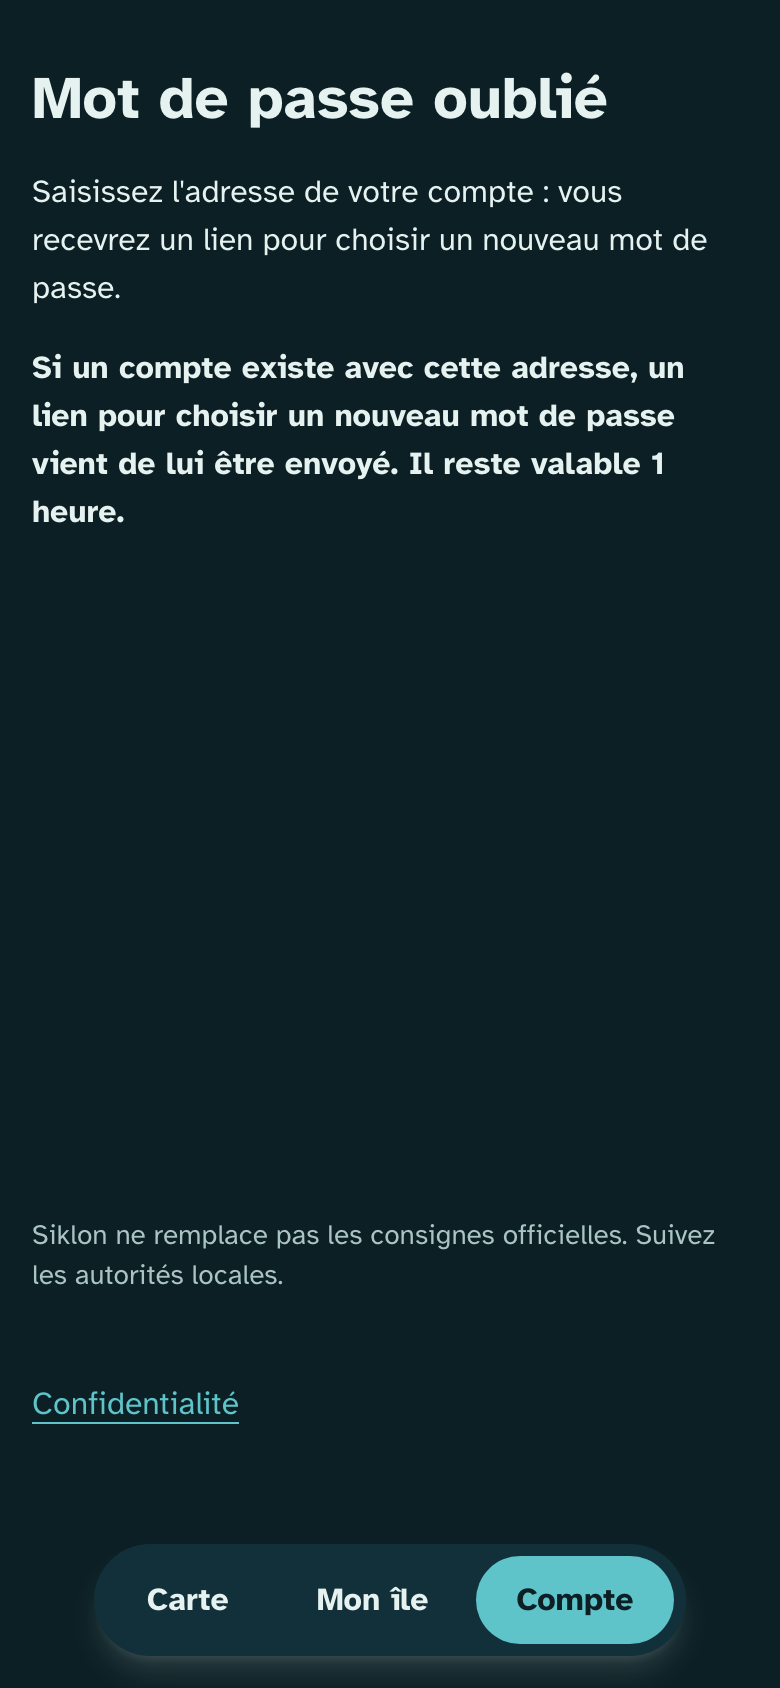 Mot de passe oublié
Saisissez l'adresse de votre compte : vous
recevrez un lien pour choisir un nouveau mot de
passe.
Si un compte existe avec cette adresse, un
lien pour choisir un nouveau mot de passe
vient de lui être envoyé. Il reste valable 1
heure.
Siklon ne remplace pas les consignes officielles. Suivez
les autorités locales.
Confidentialité
Carte Mon île Compte